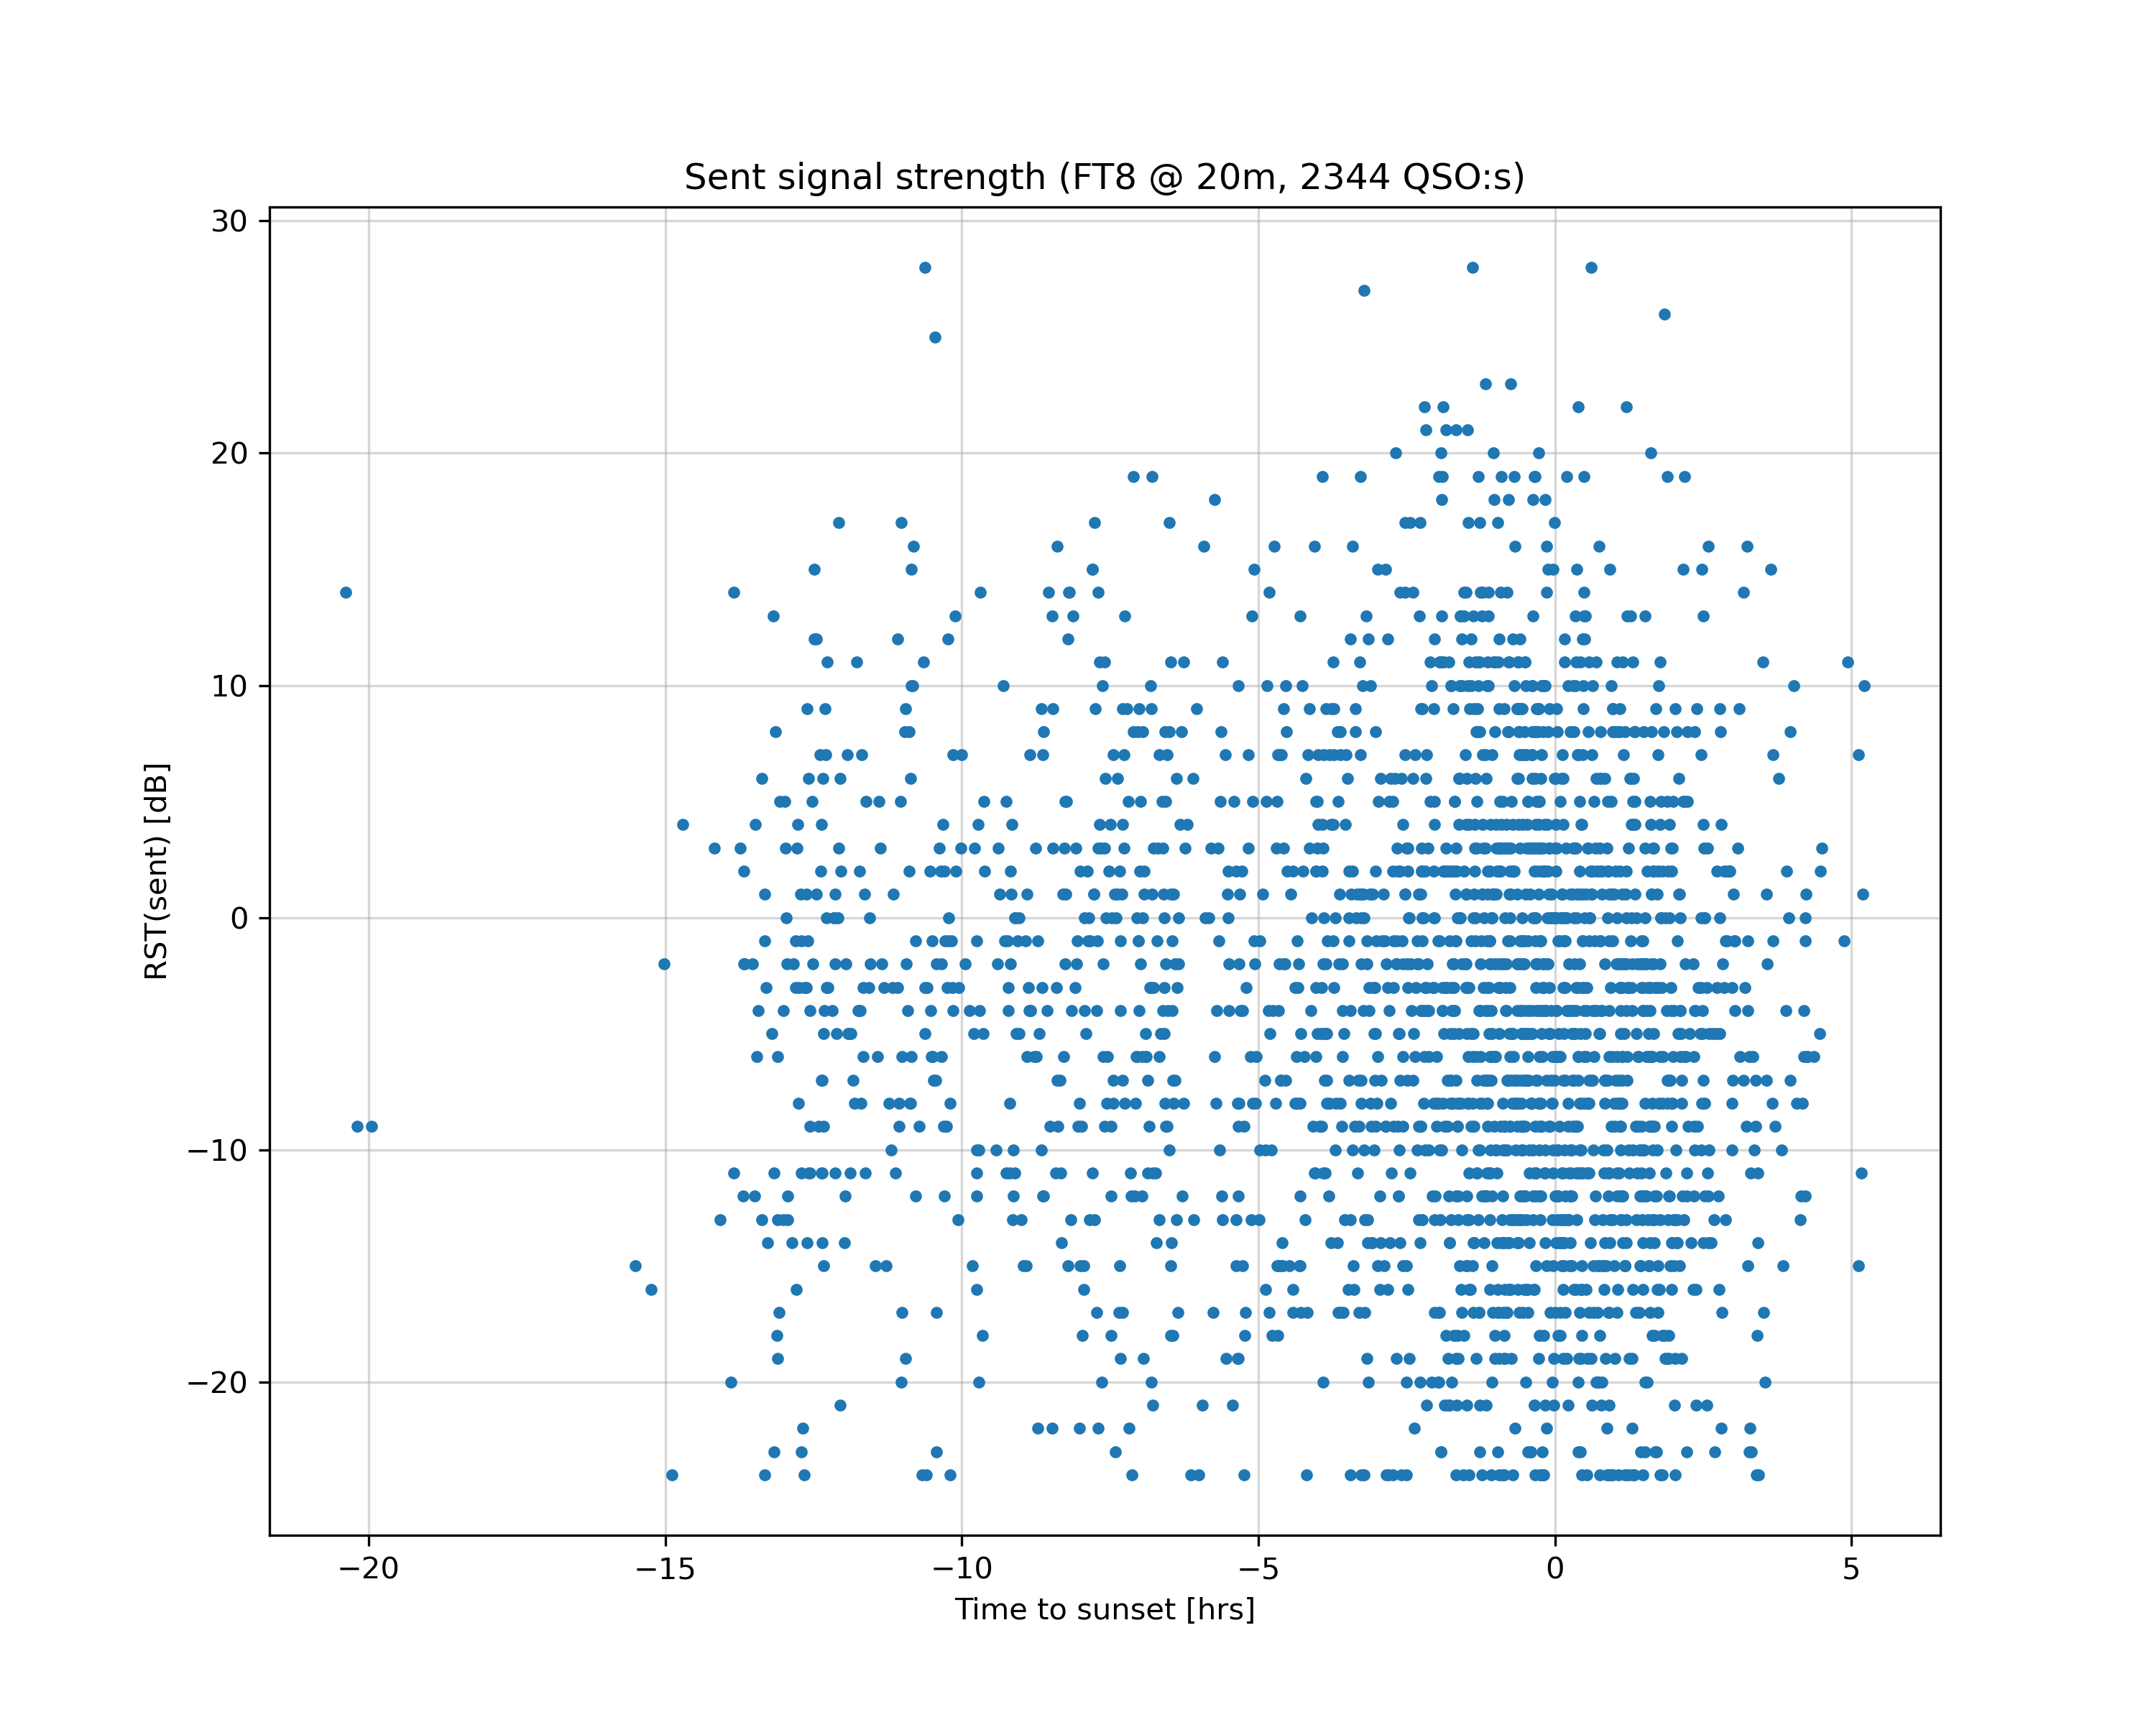 Sent signal strength (FT8 @ 20m, 2344 QSO:s)
30
20
10
0
−10
−20
RST(sent) [dB]
−20 −15 −10 −5 0 5
Time to sunset [hrs]